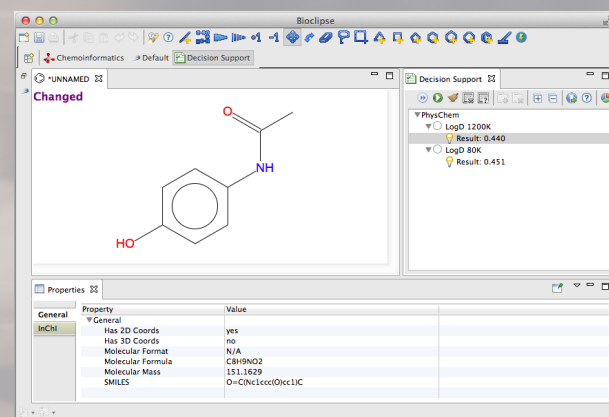 Bioclipse
Chemoinformatics Default Decision Support
*UNNAMED
Changed
O
NH
HO
Decision Support
PhysChem
LogD 1200K
Result: 0.440
LogD 80K
Result: 0.451
Properties
General
InChI
Property Value
General
Has 2D Coords yes
Has 3D Coords no
Molecular Format N/A
Molecular Formula C8H9NO2
Molecular Mass 151.1629
SMILES O=C(Nc1ccc(O)cc1)C